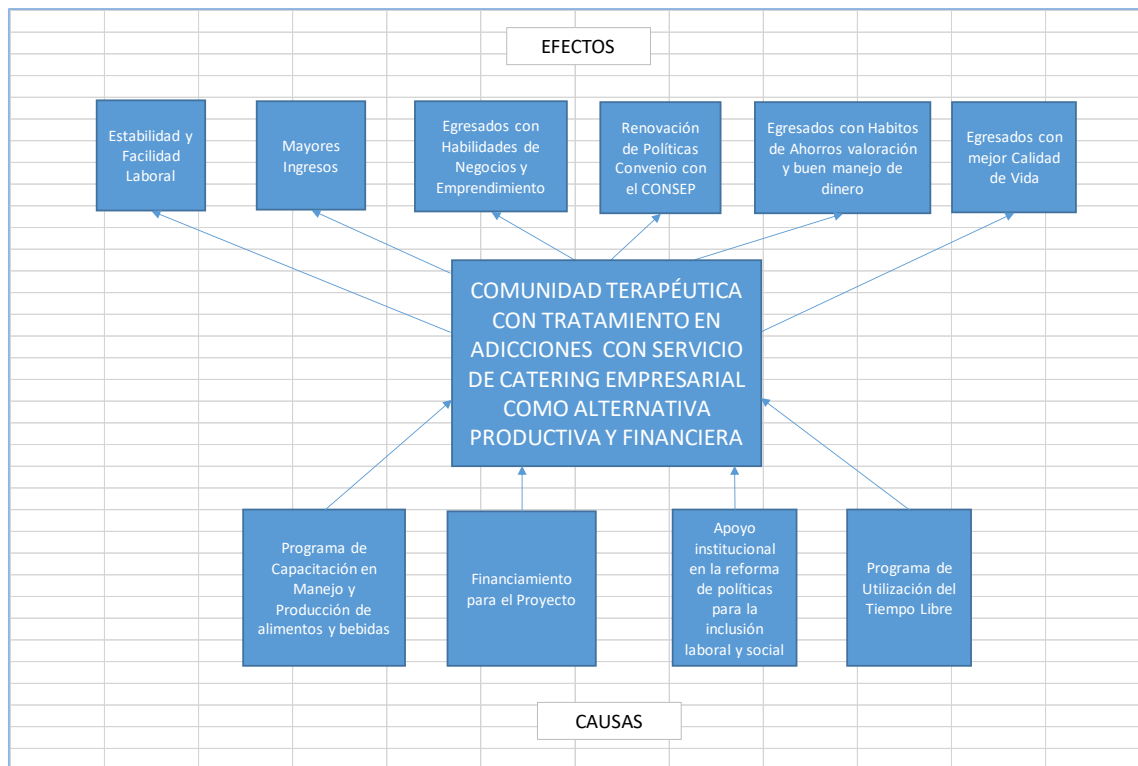 EFECTOS
Estabilidad y
Facilidad
Laboral
Mayores
Ingresos
Egresados con
Habilidades de
Negocios y
Emprendimiento
Renovación
de Políticas
Convenio con
el CONSEP
Egresados con Habitos
de Ahorros valoración
y buen manejo de
dinero
Egresados con
mejor Calidad
de Vida
COMUNIDAD TERAPÉUTICA
CON TRATAMIENTO EN
ADICCIONES CON SERVICIO
DE CATERING EMPRESARIAL
COMO ALTERNATIVA
PRODUCTIVA Y FINANCIERA
Programa de
Capacitación en
Manejo y
Producción de
alimentos y bebidas
Financiamiento
para el Proyecto
Apoyo
institucional
en la reforma
de políticas
para la
inclusión
laboral y social
Programa de
Utilización del
Tiempo Libre
CAUSAS